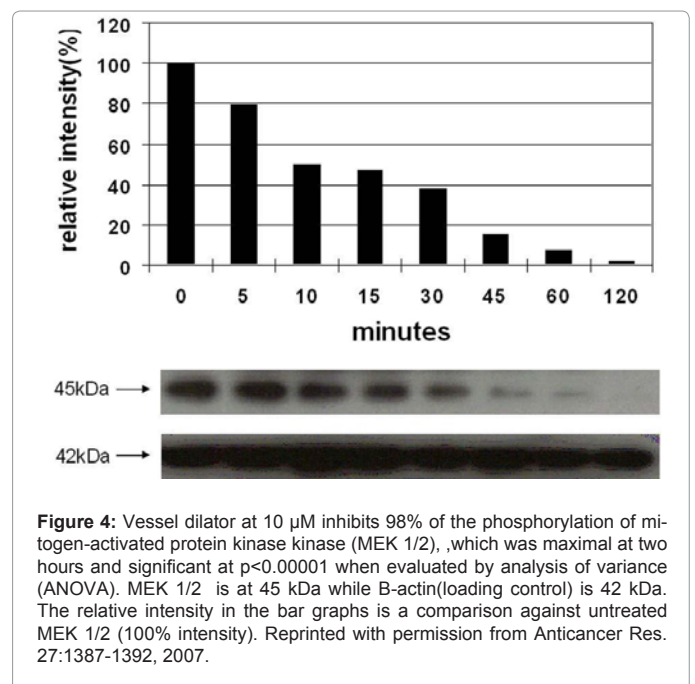 120
100
80
60
40
20
0
relative intensity(%)
0 5 10 15 30 45 60 120
minutes
45kDa
42kDa
Figure 4: Vessel dilator at 10 µM inhibits 98% of the phosphorylation of mi-
togen-activated protein kinase kinase (MEK 1/2), ,which was maximal at two
hours and significant at p<0.00001 when evaluated by analysis of variance
(ANOVA). MEK 1/2 is at 45 kDa while B-actin(loading control) is 42 kDa.
The relative intensity in the bar graphs is a comparison against untreated
MEK 1/2 (100% intensity). Reprinted with permission from Anticancer Res.
27:1387-1392, 2007.